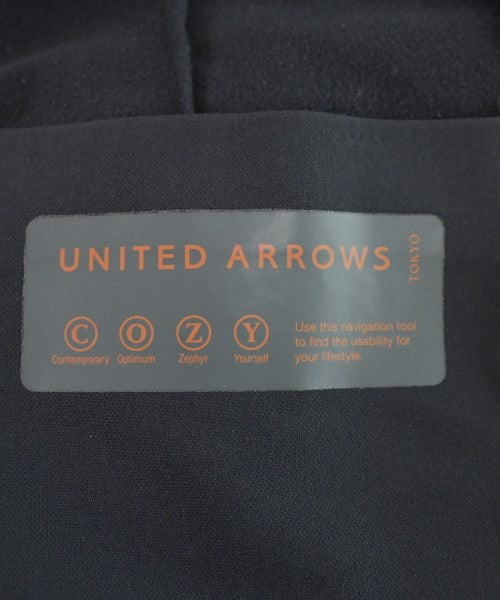 UNITED ARROWS
TOKYO
C O Z Y
Contemporary Optimum Zephyr Yourself
Use this navigation tool
to find the usability for
your lifestyle.